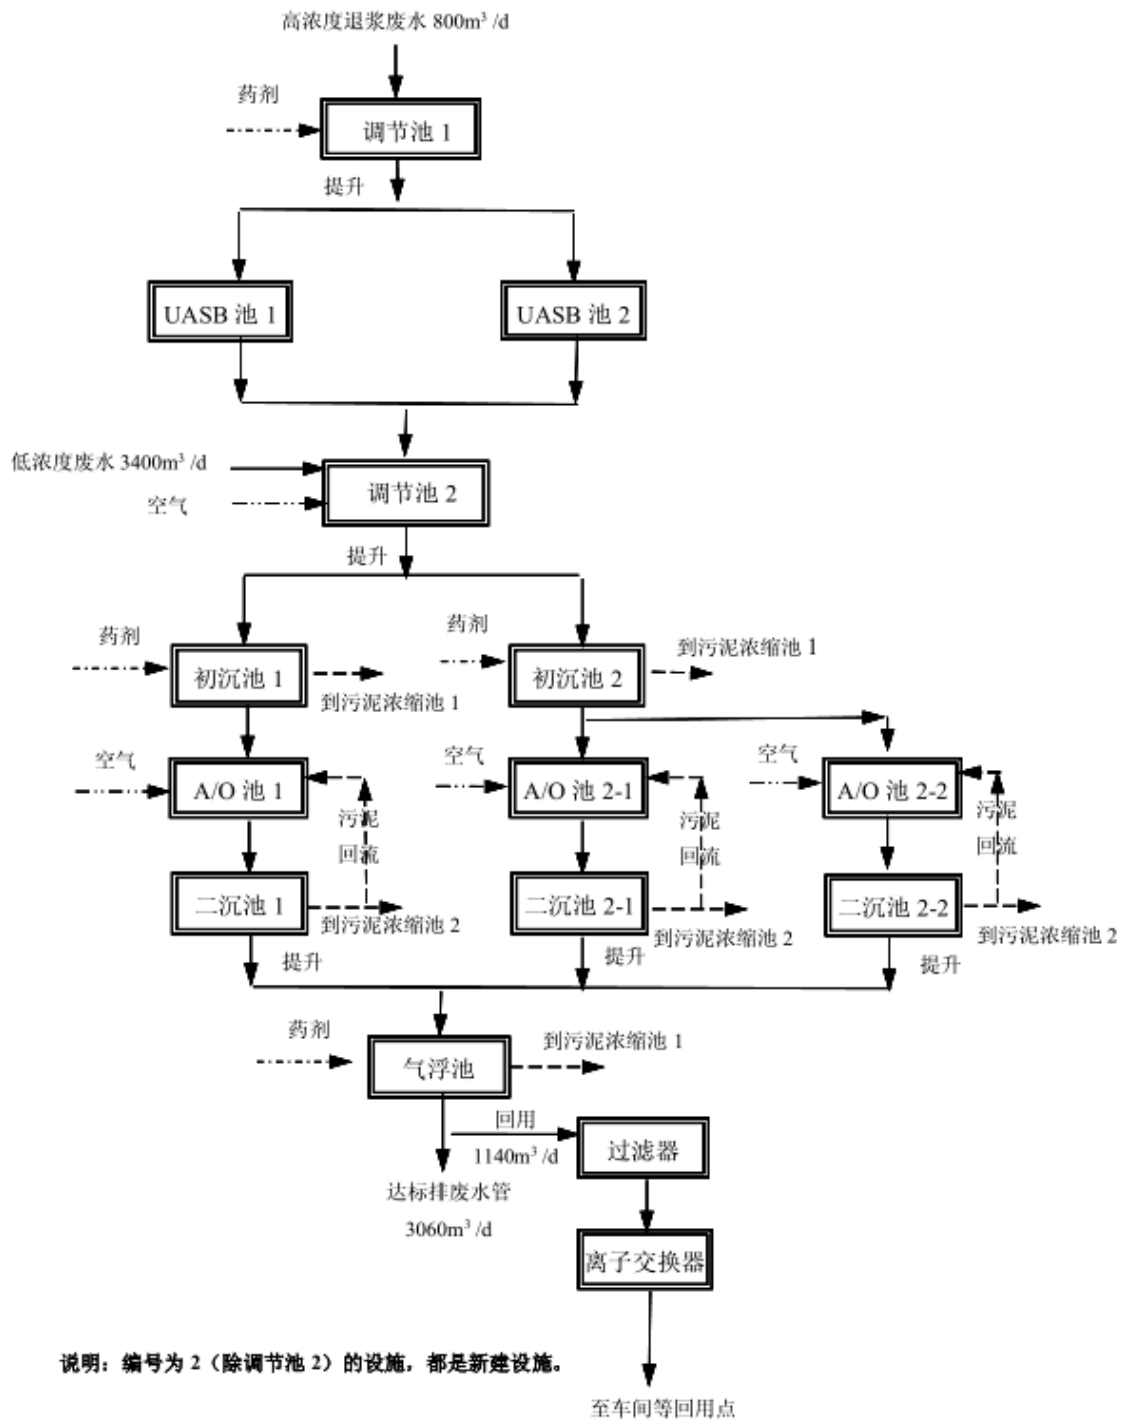 高浓度退浆废水 800m³ /d
药剂
调节池 1
提升
UASB 池 1
UASB 池 2
低浓度废水 3400m³ /d
空气
调节池 2
提升
药剂
初沉池 1
到污泥浓缩池 1
药剂
初沉池 2
到污泥浓缩池 1
空气
A/O 池 1
污泥
回流
空气
A/O 池 2-1
污泥
回流
空气
A/O 池 2-2
污泥
回流
二沉池 1
到污泥浓缩池 2
二沉池 2-1
到污泥浓缩池 2
二沉池 2-2
到污泥浓缩池 2
提升
提升
提升
药剂
气浮池
到污泥浓缩池 1
回用
1140m³ /d
过滤器
达标排废水管
3060m³ /d
离子交换器
说明：编号为 2（除调节池 2）的设施，都是新建设施。
至车间等回用点